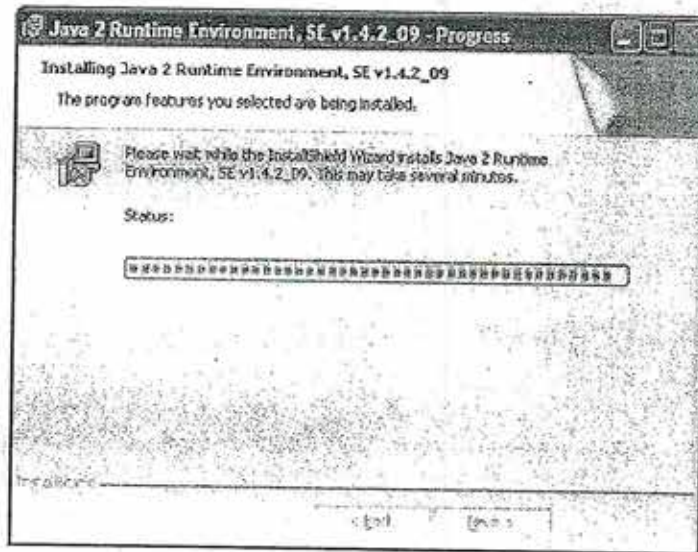 Java 2 Runtime Environment, SE v1.4.2_09 - Progress
Installing Java 2 Runtime Environment, SE v1.4.2_09
The program features you selected are being installed.
Please wait while the InstallShield Wizard installs Java 2 Runtime
Environment, SE v1.4.2_09. This may take several minutes.
Status:
InstallShield